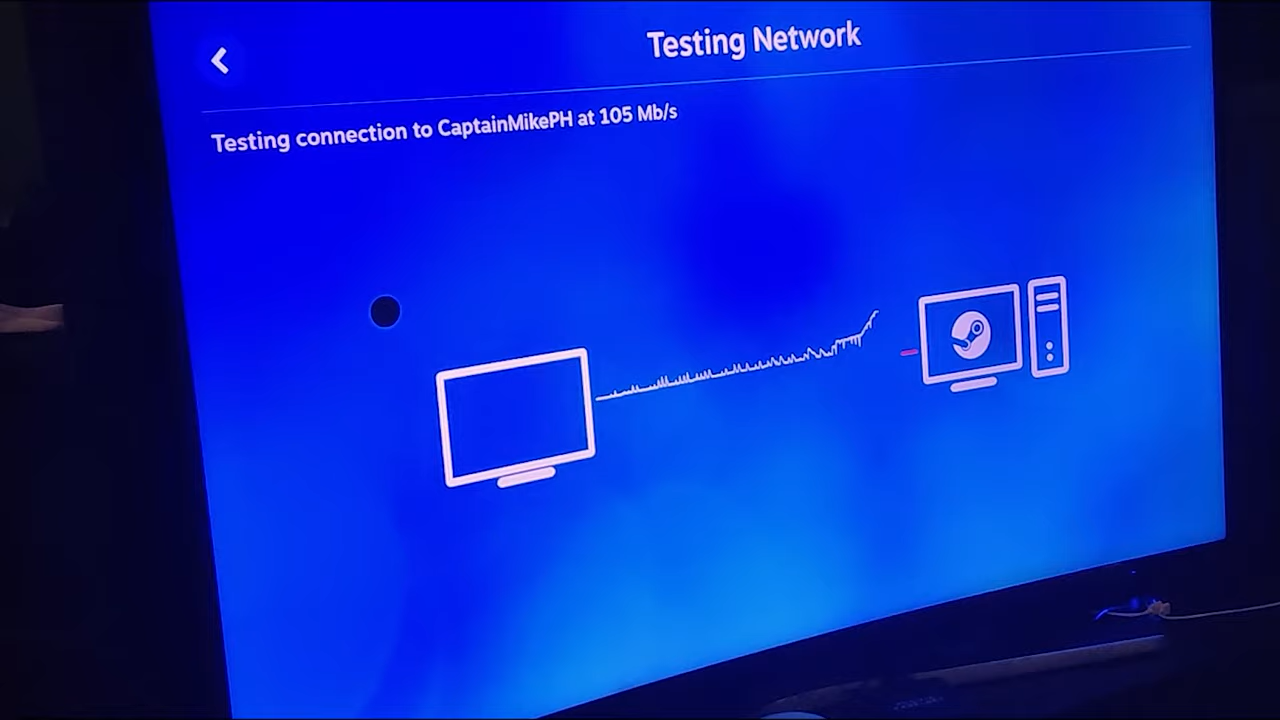 Testing Network
Testing connection to CaptainMikePH at 105 Mb/s